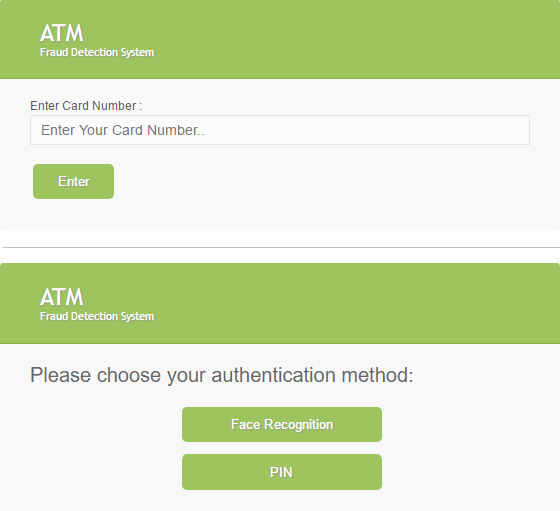 ATM
Fraud Detection System
Enter Card Number :
Enter Your Card Number..
Enter
ATM
Fraud Detection System
Please choose your authentication method:
Face Recognition
PIN